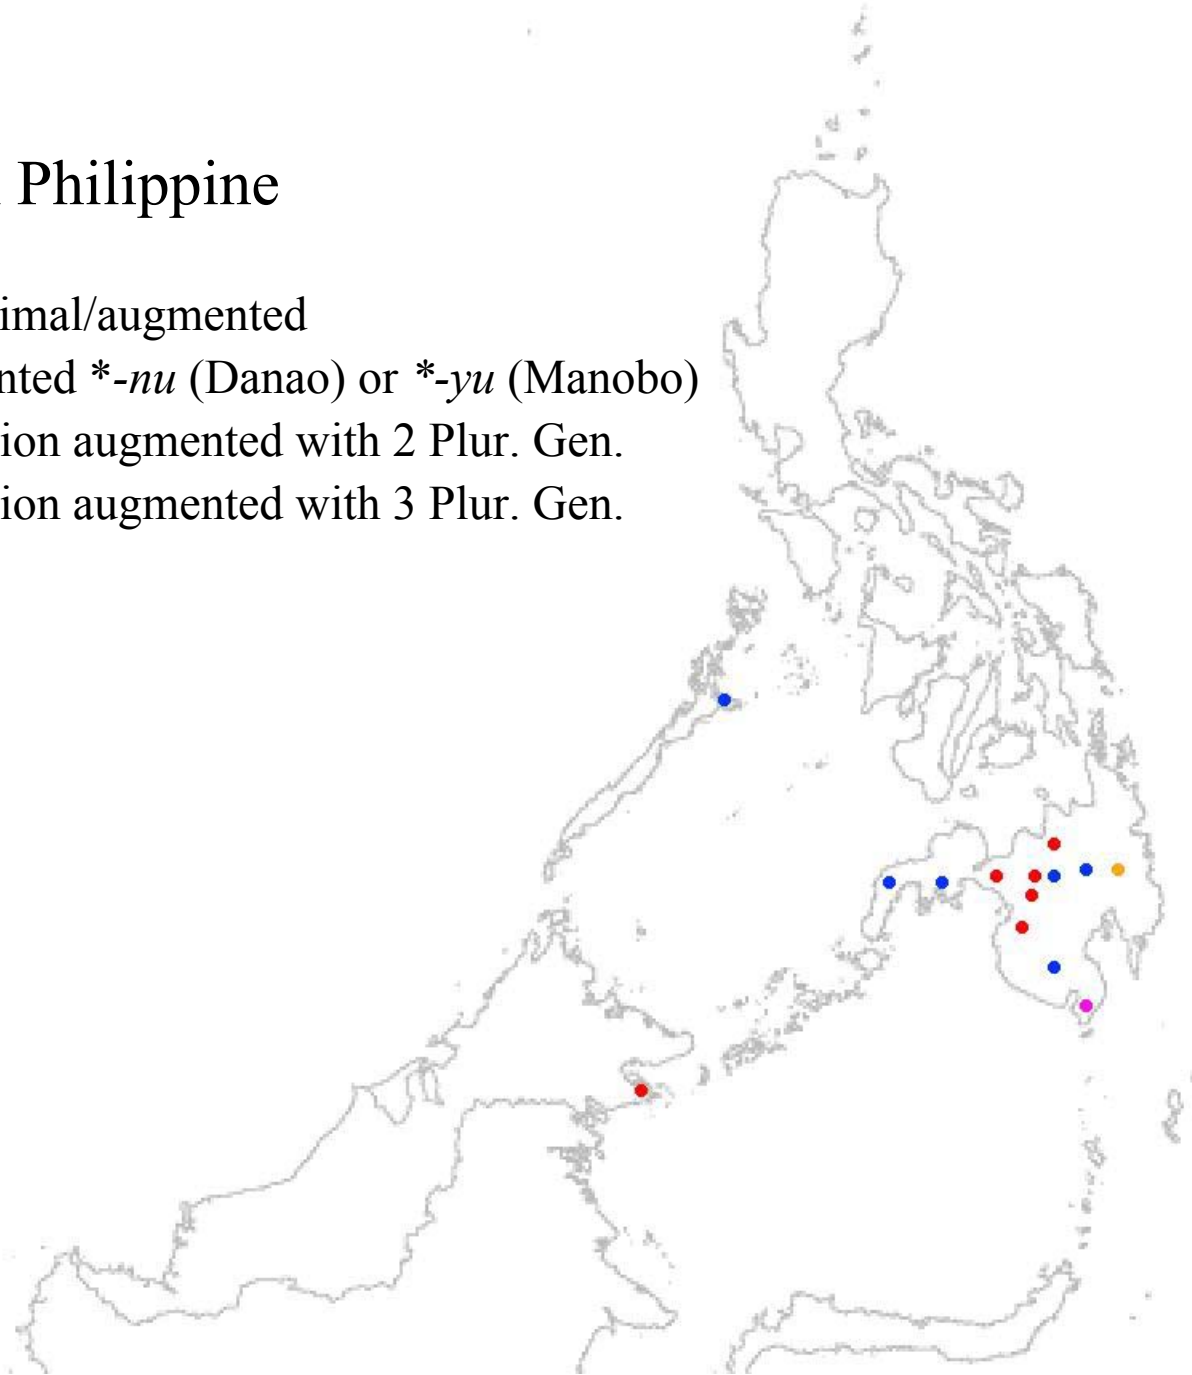 Philippine
imal/augmented
nted *-nu (Danao) or *-yu (Manobo)
ion augmented with 2 Plur. Gen.
ion augmented with 3 Plur. Gen.